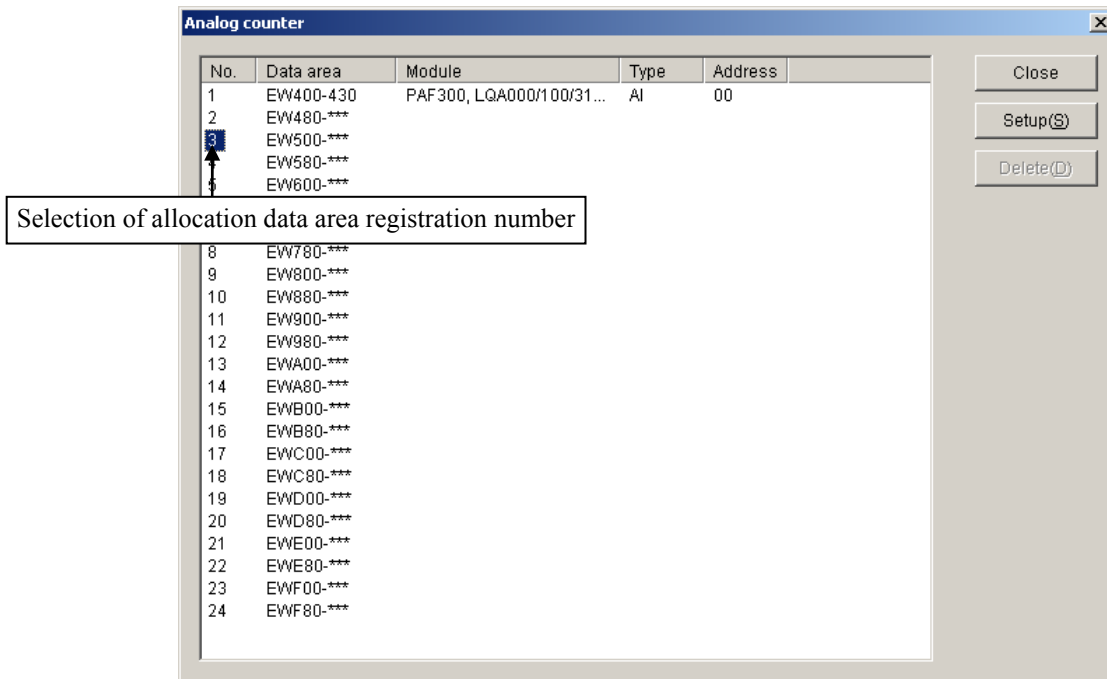 Analog counter
No. Data area Module Type Address
Close
1 EW400-430 PAF300, LQA000/100/31... AI 00
2 EW480-***
Setup(S)
3 EW500-***
EW580-***
Delete(D)
5 EW600-***
Selection of allocation data area registration number
8 EW780-***
9 EW800-***
10 EW880-***
11 EW900-***
12 EW980-***
13 EWA00-***
14 EWA80-***
15 EWB00-***
16 EWB80-***
17 EWC00-***
18 EWC80-***
19 EWD00-***
20 EWD80-***
21 EWE00-***
22 EWE80-***
23 EWF00-***
24 EWF80-***